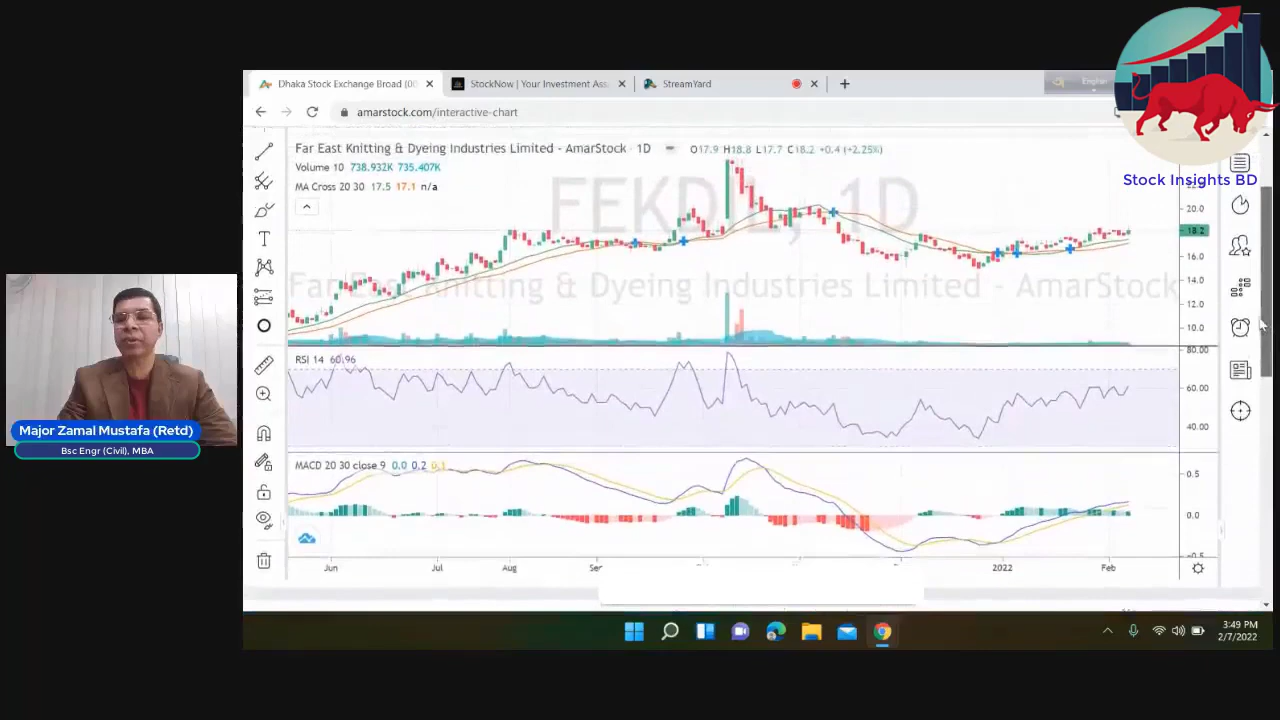 Dhaka Stock Exchange Broad (
StockNow | Your Investment Ass
StreamYard
amarstock.com/interactive-chart
Stock Insights BD
Far East Knitting & Dyeing Industries Limited - AmarStock · 1D
O17.9 H18.8 L17.7 C18.2 +0.4 (+2.25%)
Volume 10 738.932K 735.407K
MA Cross 20 30 17.5 17.1 n/a
FEKDIL, 1D
Far East Knitting & Dyeing Industries Limited - AmarStock
20.0
18.2
16.0
14.0
12.0
10.0
RSI 14 60.96
80.00
60.00
40.00
MACD 20 30 close 9 0.0 0.2 0.1
0.5
0.0
Jun
Jul
Aug
2022
Feb
Major Zamal Mustafa (Retd)
Bsc Engr (Civil), MBA
3:49 PM
2/7/2022